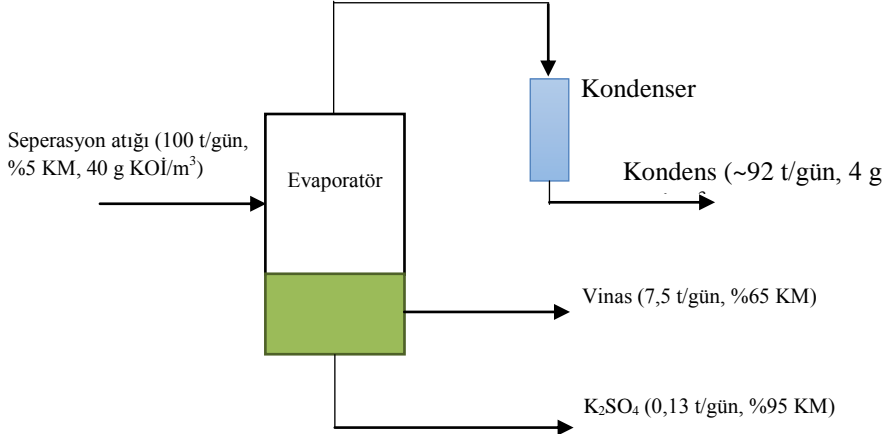 Kondenser
Seperasyon atığı (100 t/gün,
%5 KM, 40 g KOİ/m³)
Evaporatör
Kondens (~92 t/gün, 4 g
Vinas (7,5 t/gün, %65 KM)
K₂SO₄ (0,13 t/gün, %95 KM)